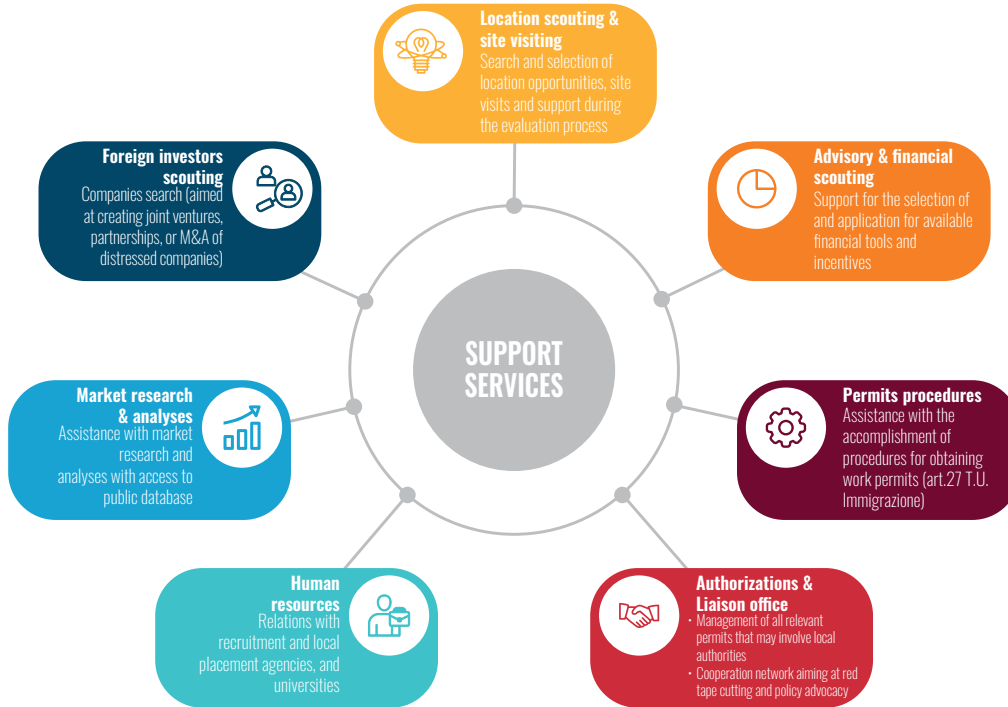 Location scouting &
site visiting
Search and selection of
location opportunities, site
visits and support during
the evaluation process
Foreign investors
scouting
Companies search (aimed
at creating joint ventures,
partnerships, or M&A of
distressed companies)
Advisory & financial
scouting
Support for the selection of
and application for available
financial tools and
incentives
SUPPORT
SERVICES
Market research
& analyses
Assistance with market
research and
analyses with access to
public database
Permits procedures
Assistance with the
accomplishment of
procedures for obtaining
work permits (art.27 T.U.
Immigrazione)
Human
resources
Relations with
recruitment and local
placement agencies, and
universities
Authorizations &
Liaison office
• Management of all relevant
permits that may involve local
authorities
• Cooperation network aiming at red
tape cutting and policy advocacy